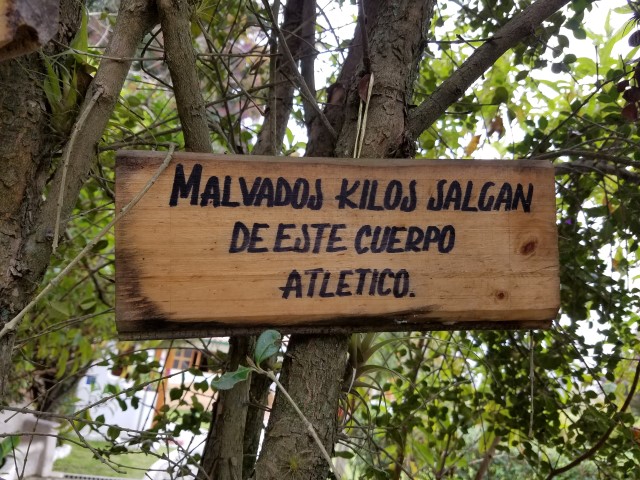 MALVADOS KILOS SALGAN
DE ESTE CUERPO
ATLETICO.